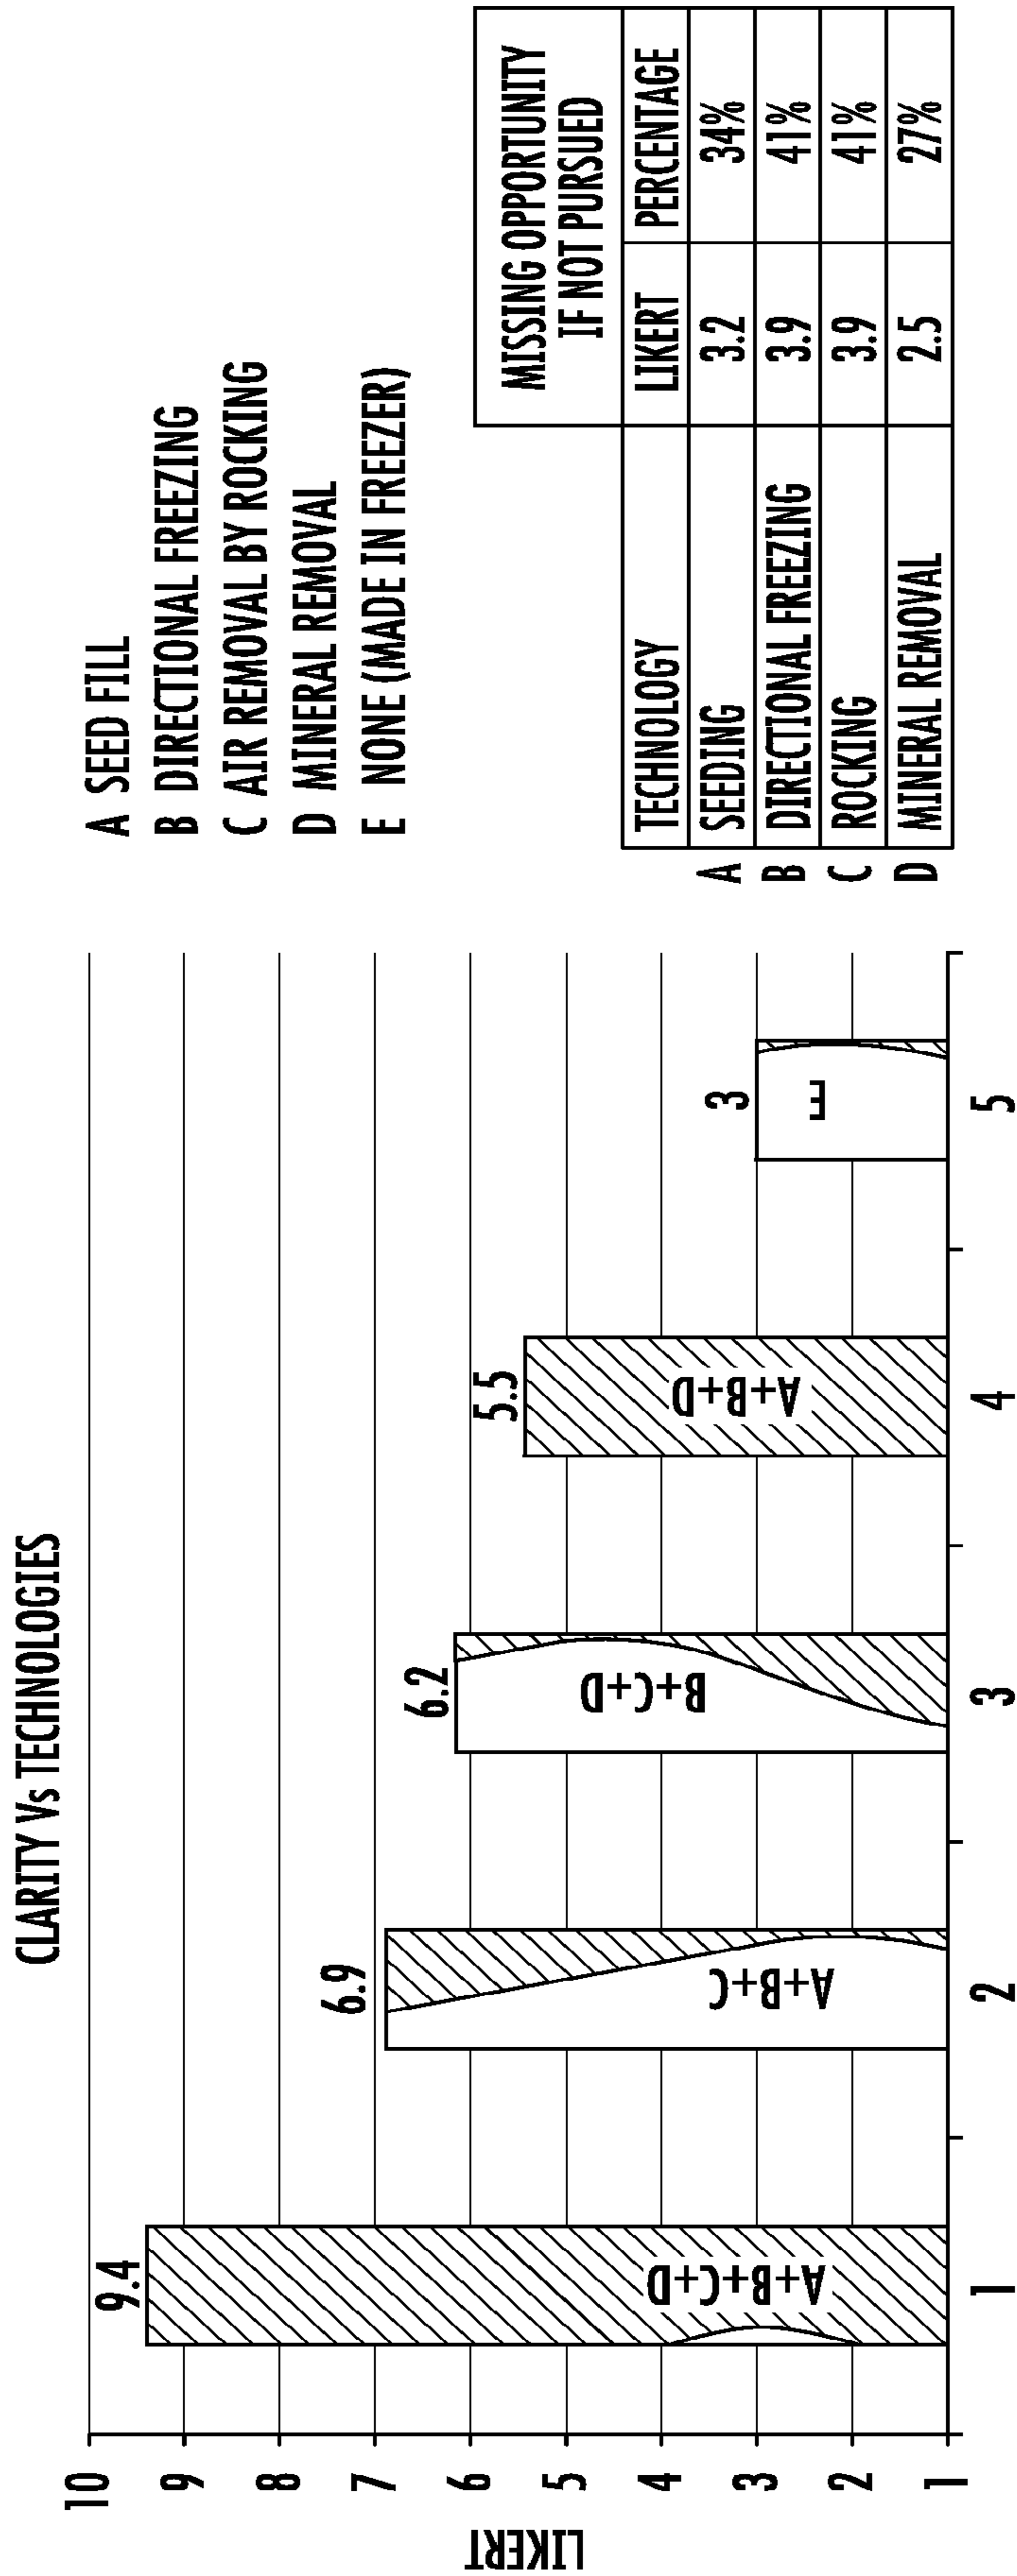 CLARITY Vs TECHNOLOGIES
LIKERT
10
9
8
7
6
5
4
3
2
1
9.4
A+B+C+D
1
6.9
A+B+C
2
6.2
B+C+D
3
5.5
A+B+D
4
3
E
5
A SEED FILL
B DIRECTIONAL FREEZING
C AIR REMOVAL BY ROCKING
D MINERAL REMOVAL
E NONE (MADE IN FREEZER)
MISSING OPPORTUNITY
IF NOT PURSUED
TECHNOLOGY LIKERT PERCENTAGE
A SEEDING 3.2 34%
B DIRECTIONAL FREEZING 3.9 41%
C ROCKING 3.9 41%
D MINERAL REMOVAL 2.5 27%